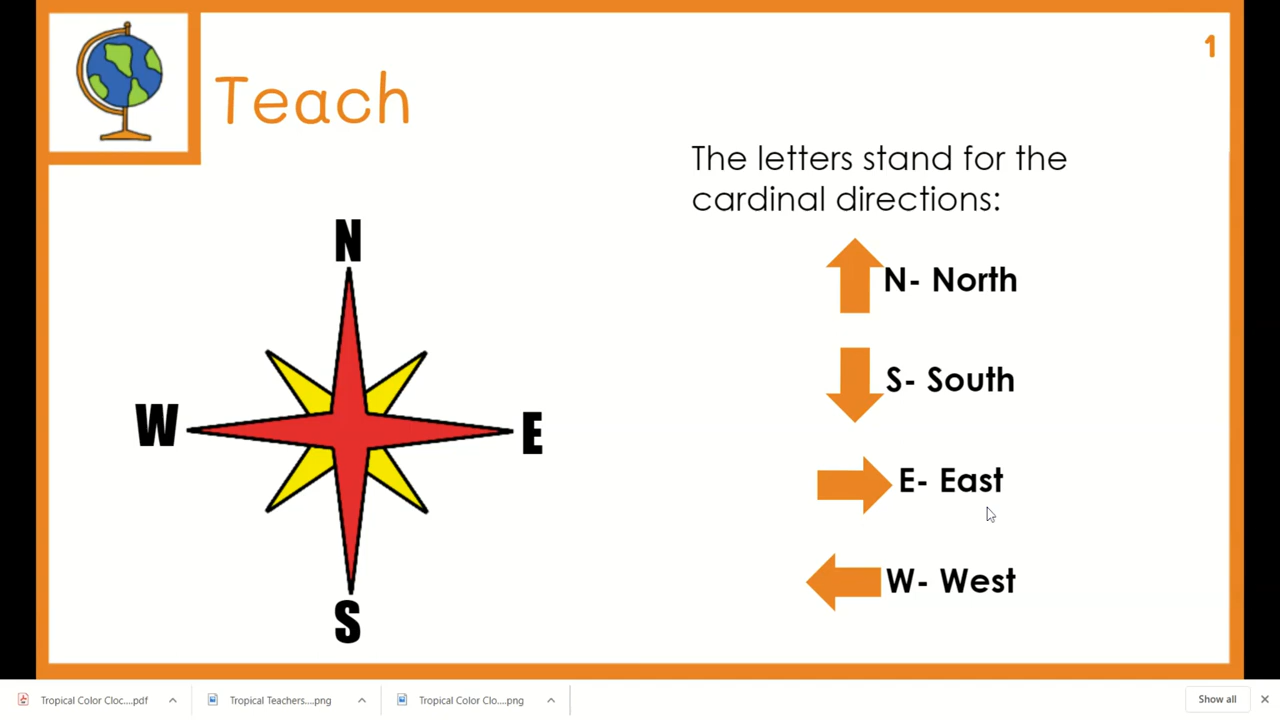 1
Teach
The letters stand for the
cardinal directions:
N
W
E
S
N- North
S- South
E- East
W- West
Tropical Color Cloc....pdf
Tropical Teachers....png
Tropical Color Clo....png
Show all